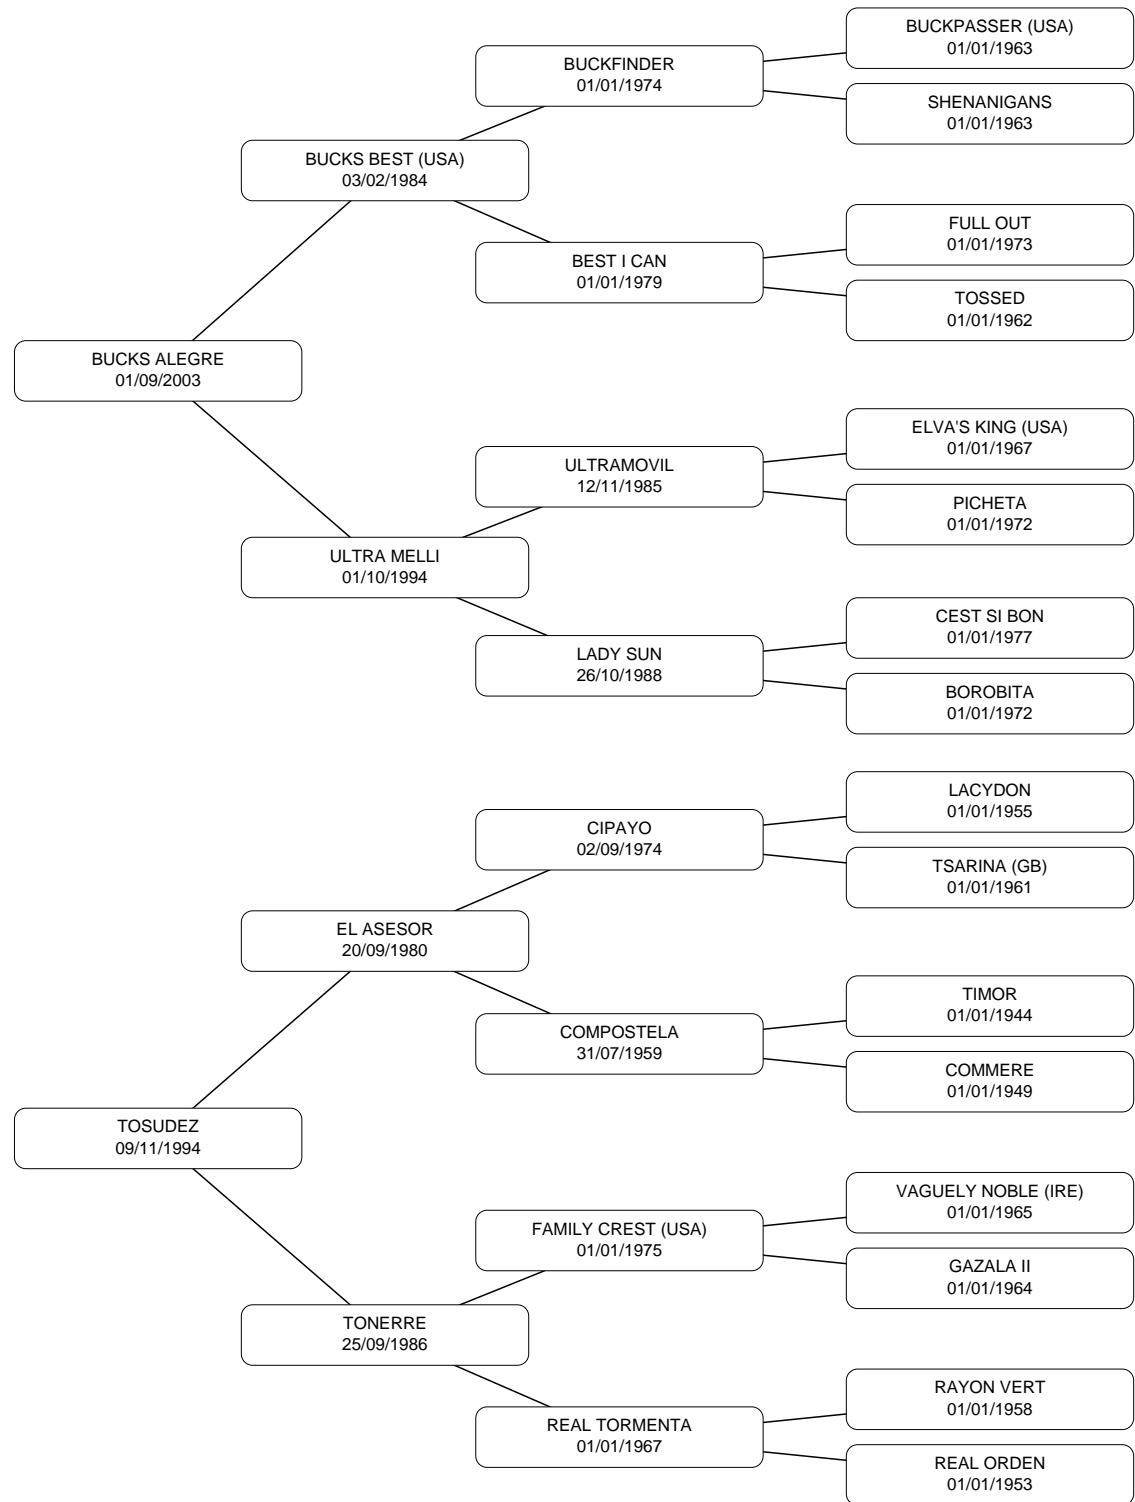 BUCKPASSER (USA)
01/01/1963
BUCKFINDER
01/01/1974
SHENANIGANS
01/01/1963
BUCKS BEST (USA)
03/02/1984
FULL OUT
01/01/1973
BEST I CAN
01/01/1979
TOSSED
01/01/1962
BUCKS ALEGRE
01/09/2003
ELVA'S KING (USA)
01/01/1967
ULTRAMOVIL
12/11/1985
PICHETA
01/01/1972
ULTRA MELLI
01/10/1994
CEST SI BON
01/01/1977
LADY SUN
26/10/1988
BOROBITA
01/01/1972
LACYDON
01/01/1955
CIPAYO
02/09/1974
TSARINA (GB)
01/01/1961
EL ASESOR
20/09/1980
TIMOR
01/01/1944
COMPOSTELA
31/07/1959
COMMERE
01/01/1949
TOSUDEZ
09/11/1994
VAGUELY NOBLE (IRE)
01/01/1965
FAMILY CREST (USA)
01/01/1975
GAZALA II
01/01/1964
TONERRE
25/09/1986
RAYON VERT
01/01/1958
REAL TORMENTA
01/01/1967
REAL ORDEN
01/01/1953